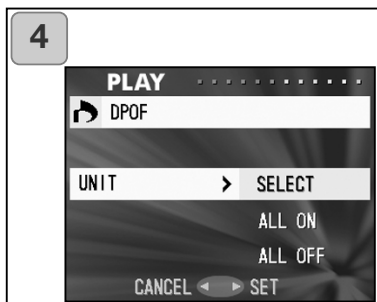 4
PLAY
DPOF
UNIT > SELECT
ALL ON
ALL OFF
CANCEL ◀ ▶ SET